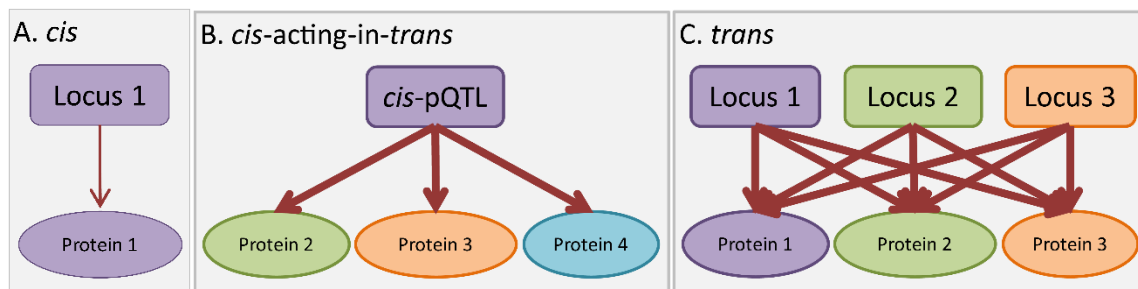 A. cis
Locus 1
Protein 1
B. cis-acting-in-trans
cis-pQTL
Protein 2
Protein 3
Protein 4
C. trans
Locus 1
Locus 2
Locus 3
Protein 1
Protein 2
Protein 3